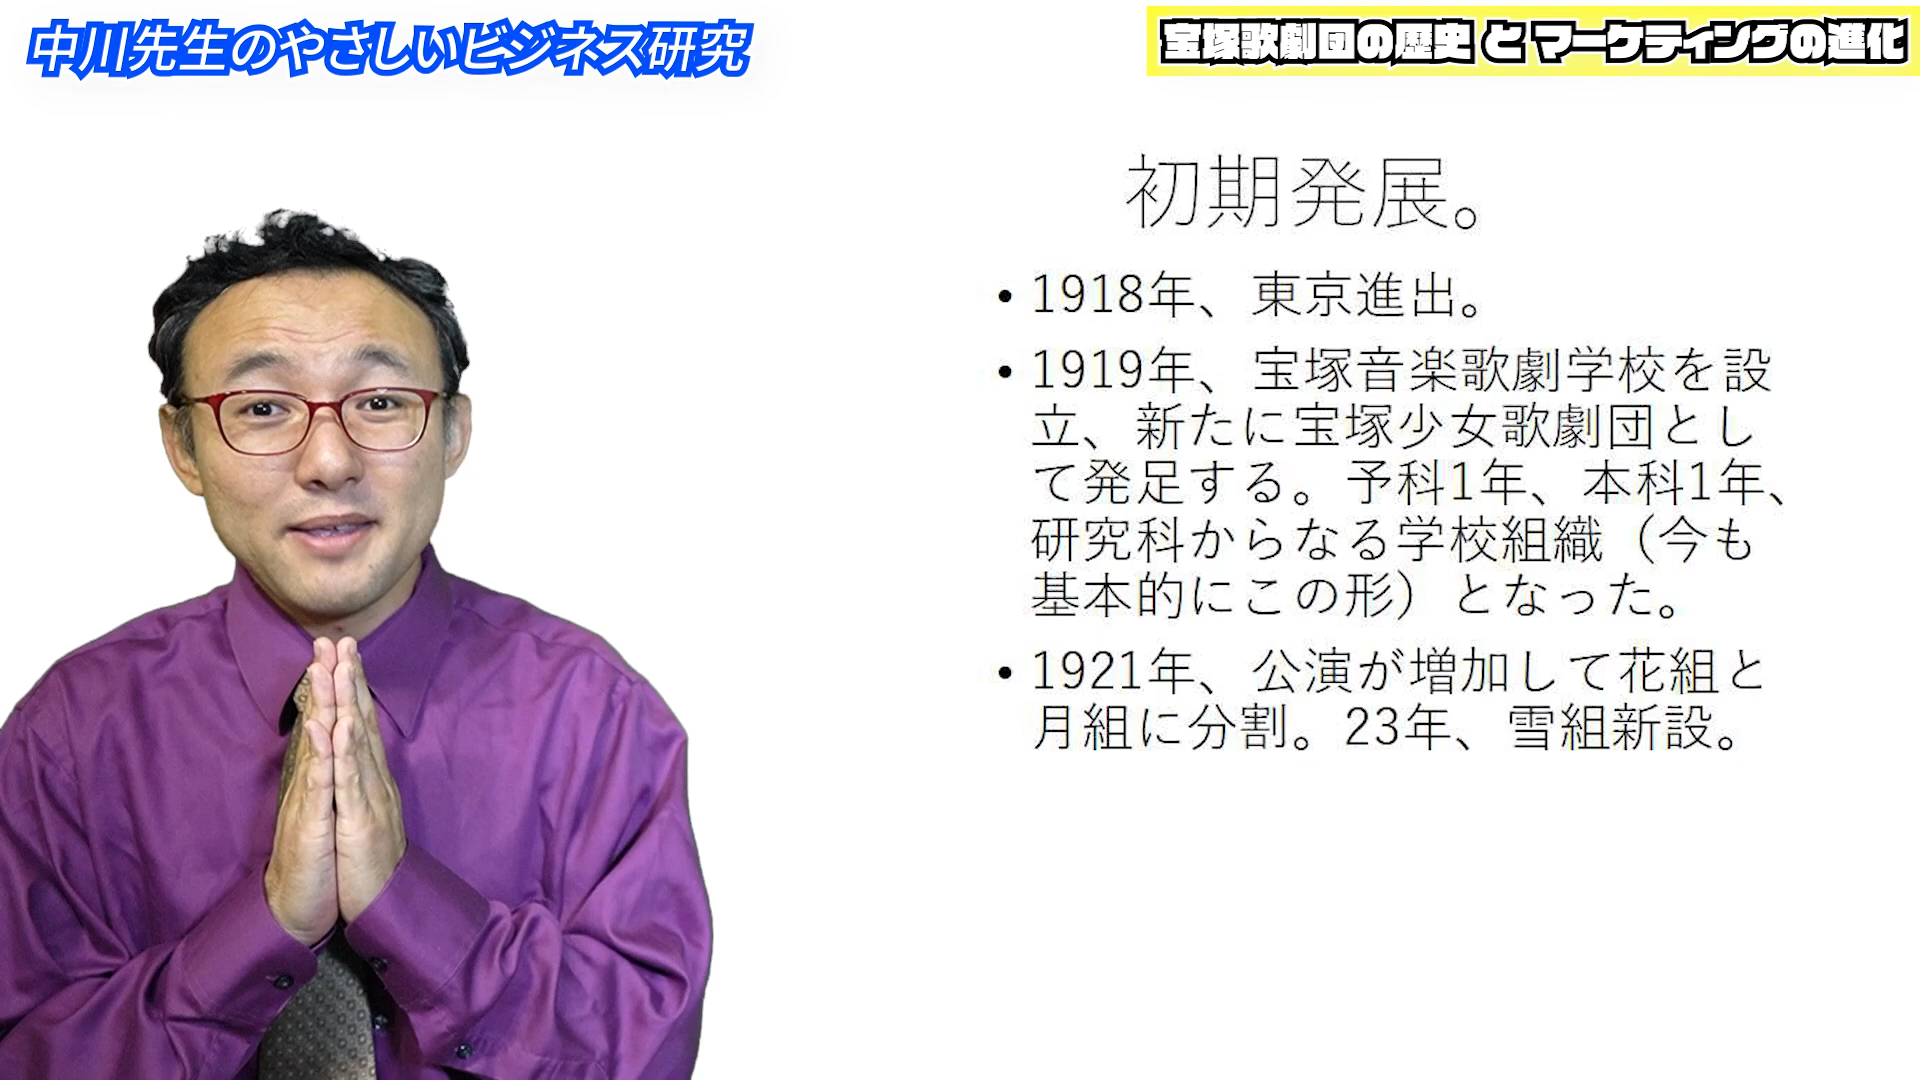 中川先生のやさしいビジネス研究
宝塚歌劇団の歴史 と マーケティングの進化
初期発展。
• 1918年、東京進出。
• 1919年、宝塚音楽歌劇学校を設
立、新たに宝塚少女歌劇団とし
て発足する。予科1年、本科1年、
研究科からなる学校組織（今も
基本的にこの形）となった。
• 1921年、公演が増加して花組と
月組に分割。23年、雪組新設。